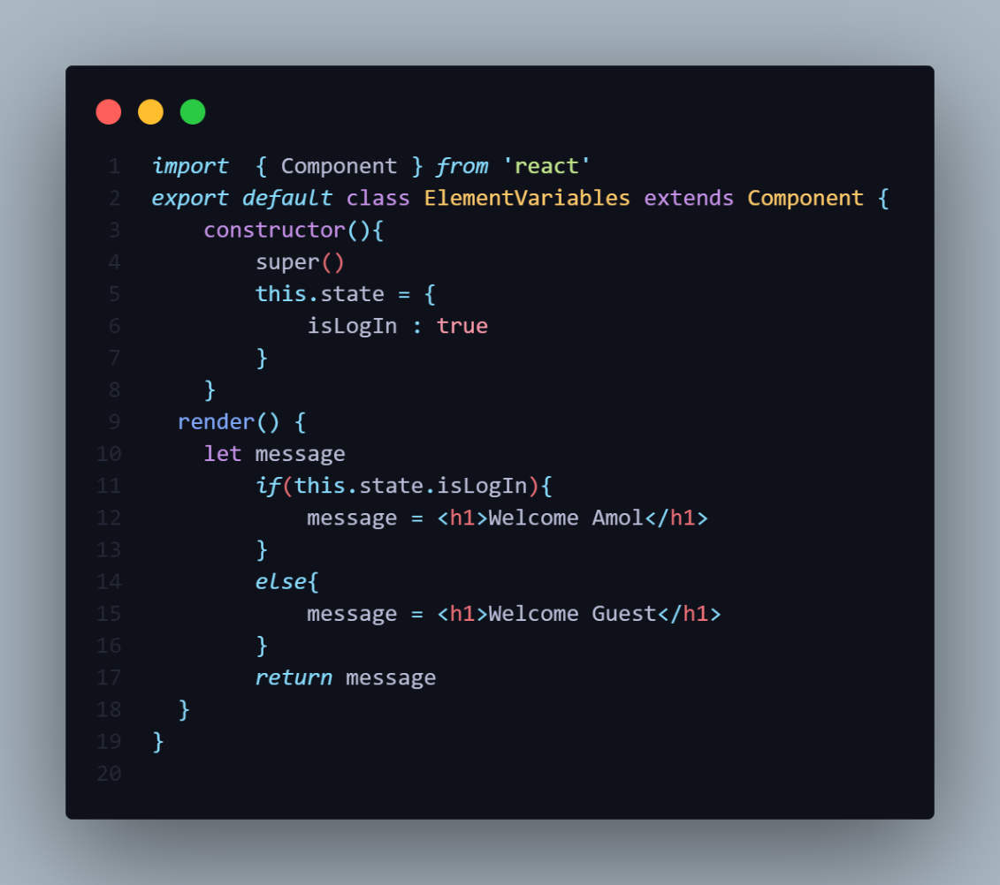 1 import  { Component } from 'react'
2 export default class ElementVariables extends Component {
3     constructor(){
4         super()
5         this.state = {
6             isLogIn : true
7         }
8     }
9   render() {
10     let message
11         if(this.state.isLogIn){
12             message = <h1>Welcome Amol</h1>
13         }
14         else{
15             message = <h1>Welcome Guest</h1>
16         }
17         return message
18   }
19 }
20